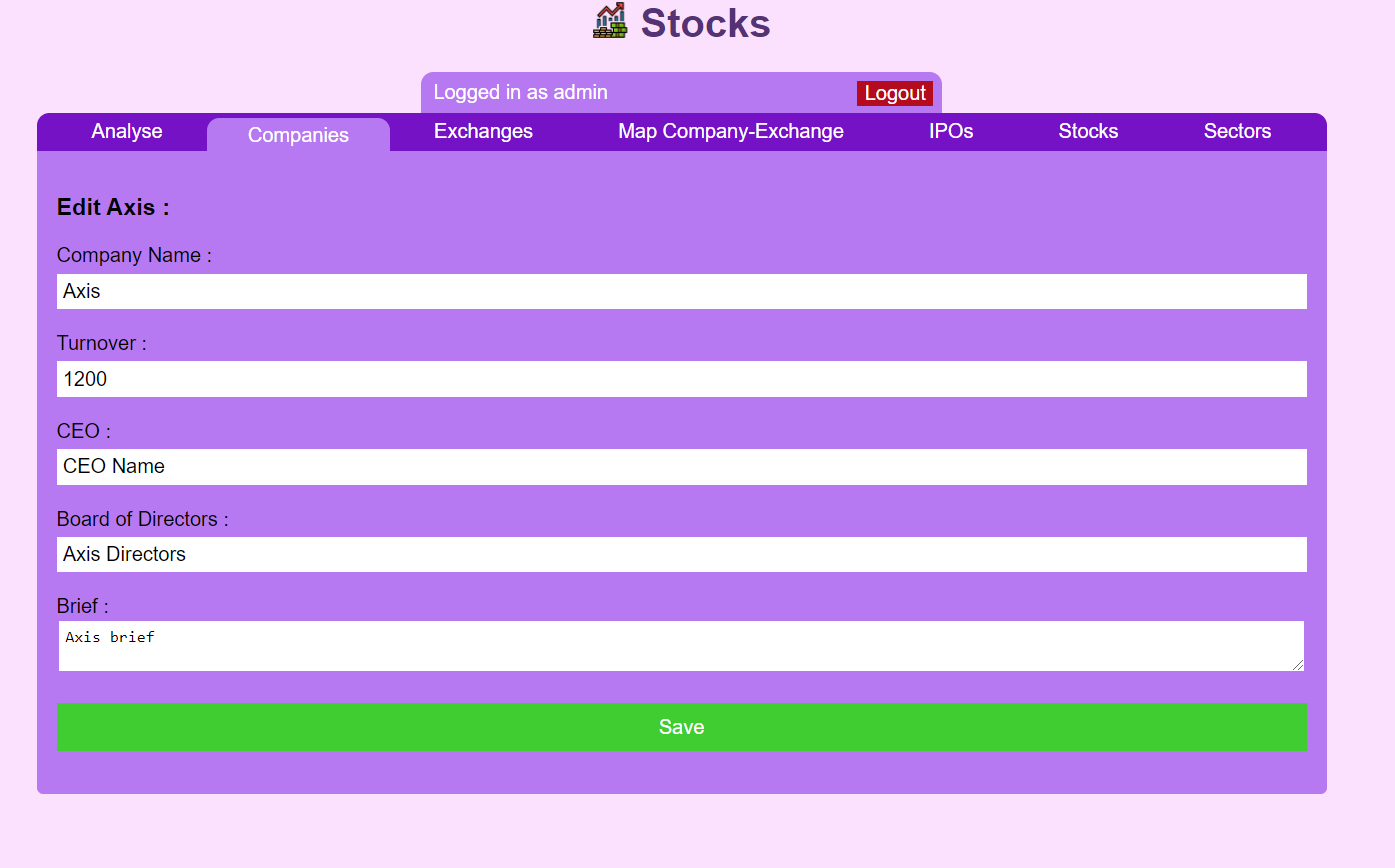 Stocks
Logged in as admin Logout
Analyse Companies Exchanges Map Company-Exchange IPOs Stocks Sectors
Edit Axis :
Company Name :
Axis
Turnover :
1200
CEO :
CEO Name
Board of Directors :
Axis Directors
Brief :
Axis brief
Save